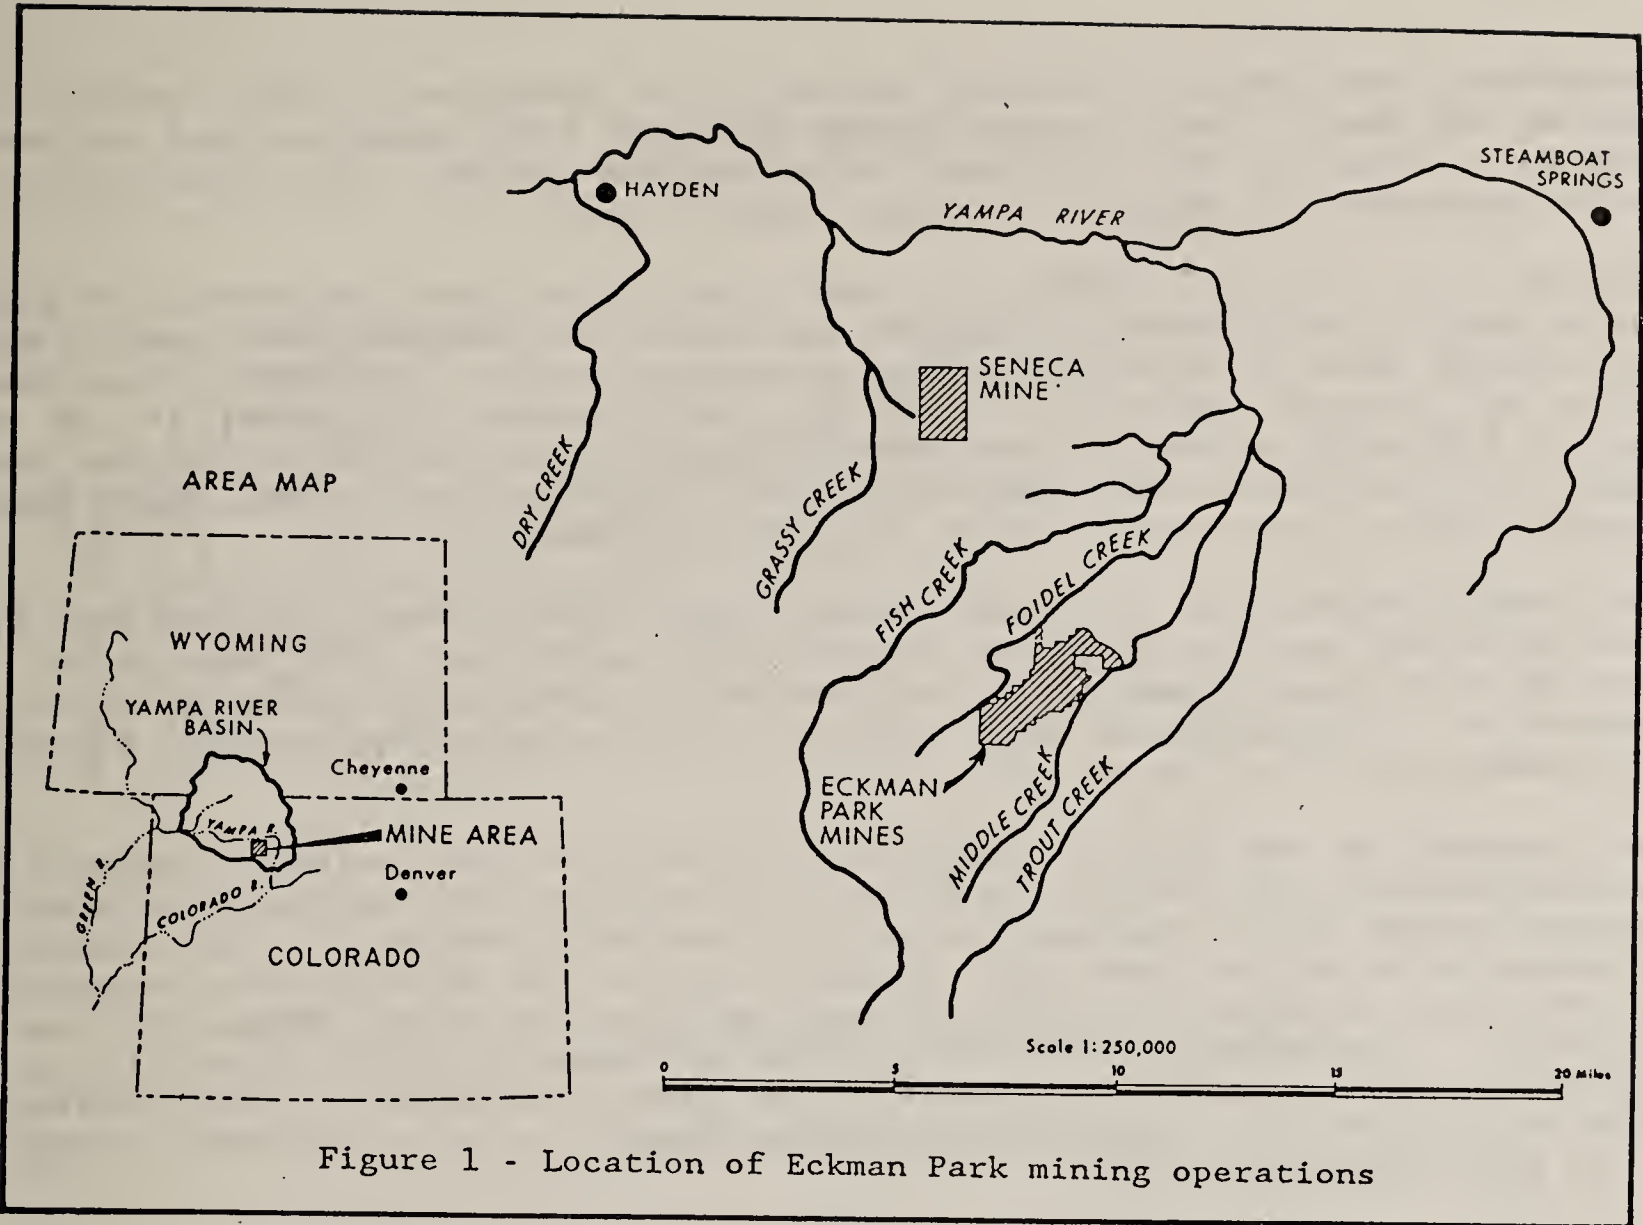 STEAMBOAT
SPRINGS
HAYDEN
YAMPA RIVER
SENECA
MINE
DRY CREEK
GRASSY CREEK
FISH CREEK
FOIDEL CREEK
ECKMAN
PARK
MINES
MIDDLE CREEK
TROUT CREEK
AREA MAP
WYOMING
YAMPA RIVER
BASIN
Cheyenne
YAMPA R.
MINE AREA
Denver
GREEN R.
COLORADO R.
COLORADO
Scale 1:250,000
0 5 10 15 20 Miles
Figure 1 - Location of Eckman Park mining operations